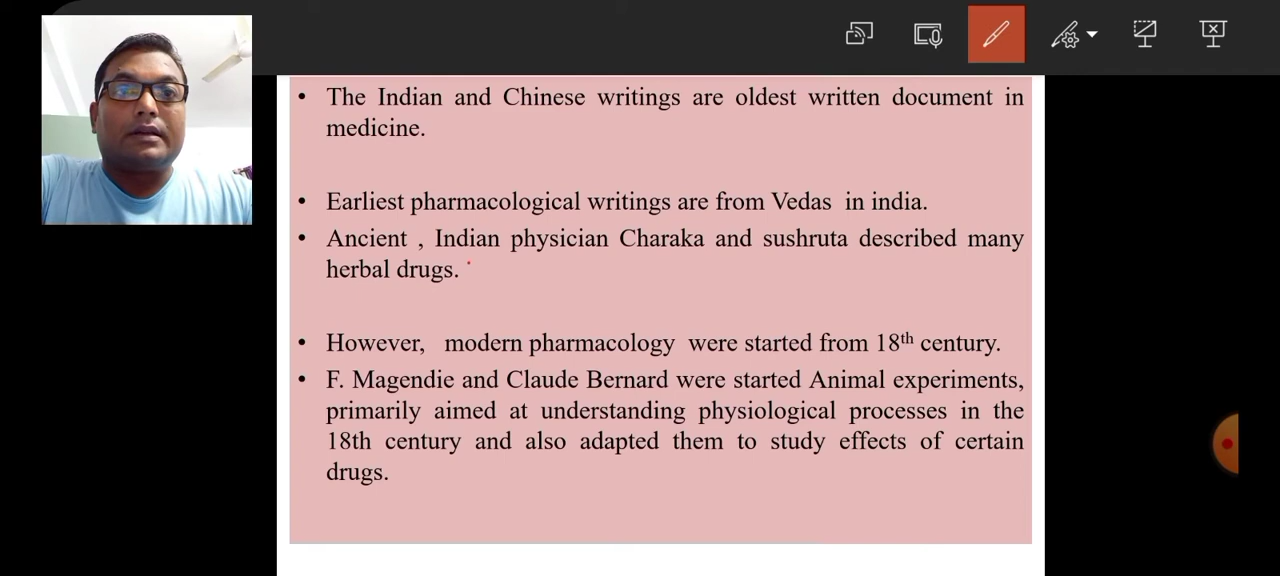 • The Indian and Chinese writings are oldest written document in
medicine.
• Earliest pharmacological writings are from Vedas in india.
• Ancient , Indian physician Charaka and sushruta described many
herbal drugs.
• However, modern pharmacology were started from 18th century.
• F. Magendie and Claude Bernard were started Animal experiments,
primarily aimed at understanding physiological processes in the
18th century and also adapted them to study effects of certain
drugs.